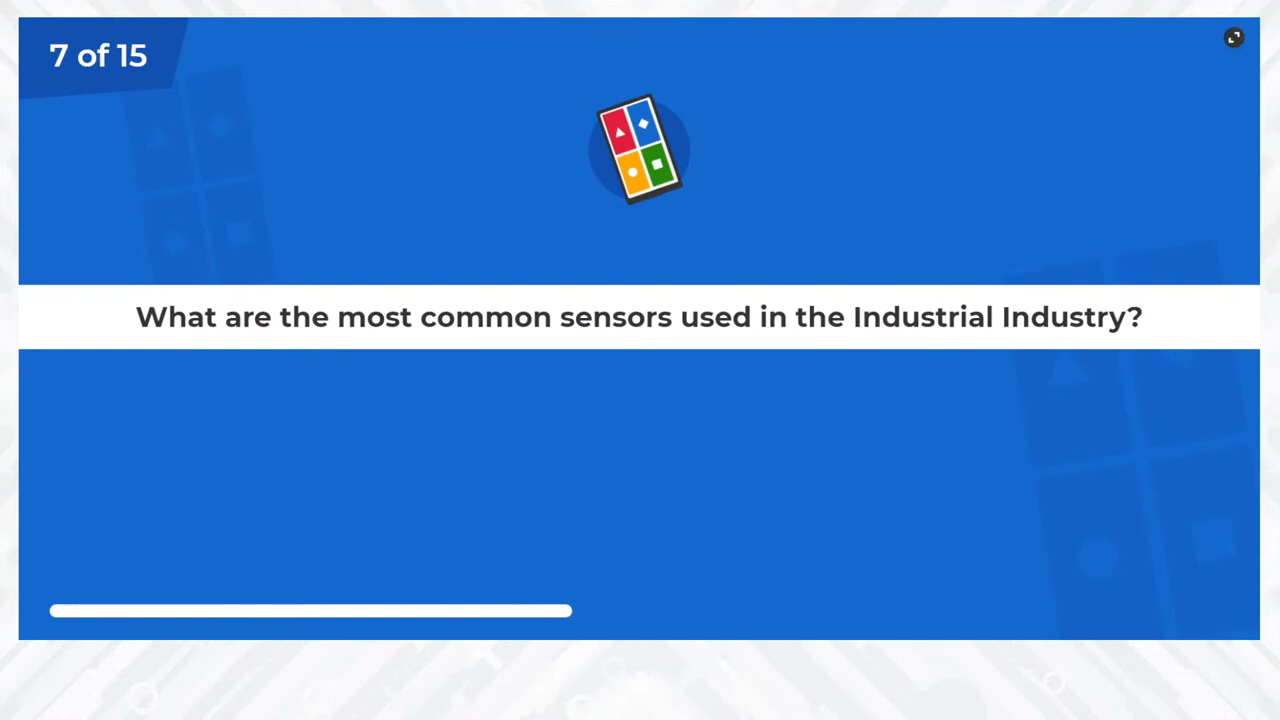 7 of 15
What are the most common sensors used in the Industrial Industry?